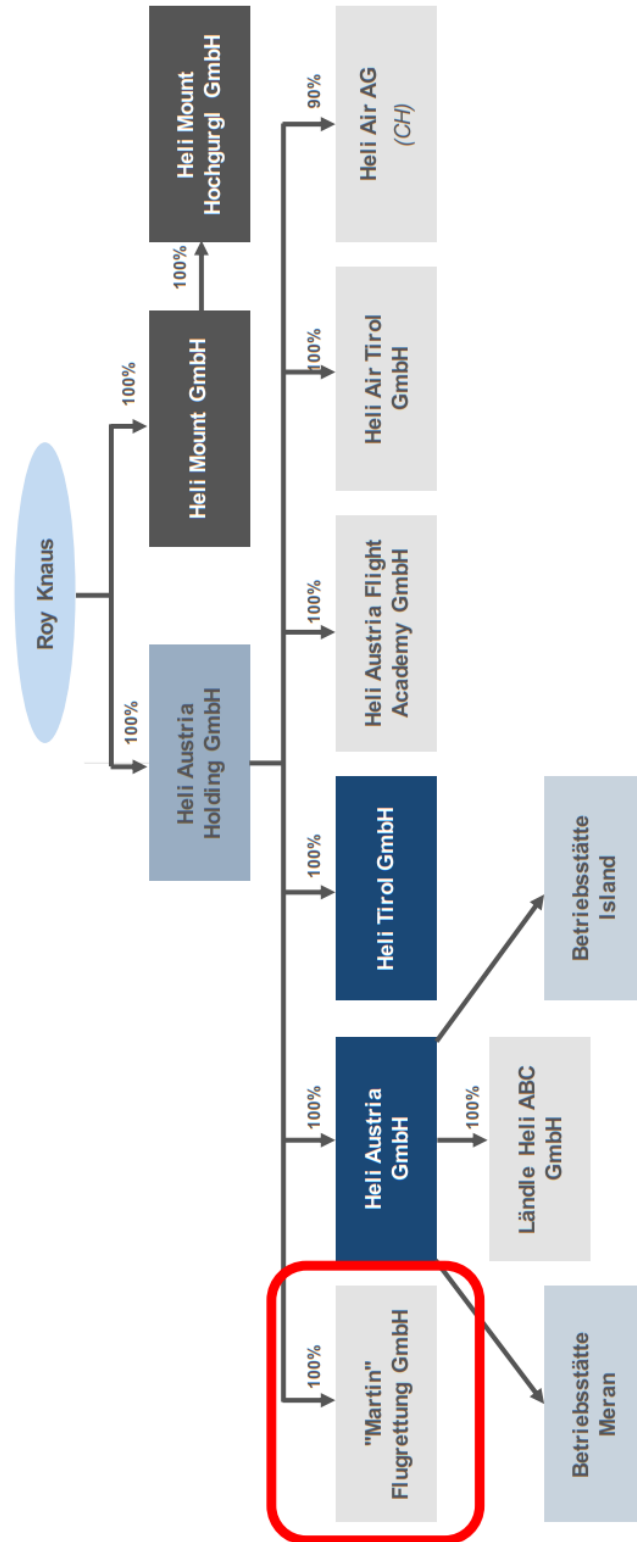 Roy Knaus
100%
100%
Heli Austria
Holding GmbH
Heli Mount GmbH
100%
Heli Mount
Hochgurgl GmbH
100%
100%
100%
100%
100%
90%
"Martin"
Flugrettung GmbH
Heli Austria
GmbH
Heli Tirol GmbH
Heli Austria Flight
Academy GmbH
Heli Air Tirol
GmbH
Heli Air AG
(CH)
100%
Ländle Heli ABC
GmbH
Betriebsstätte
Meran
Betriebsstätte
Island